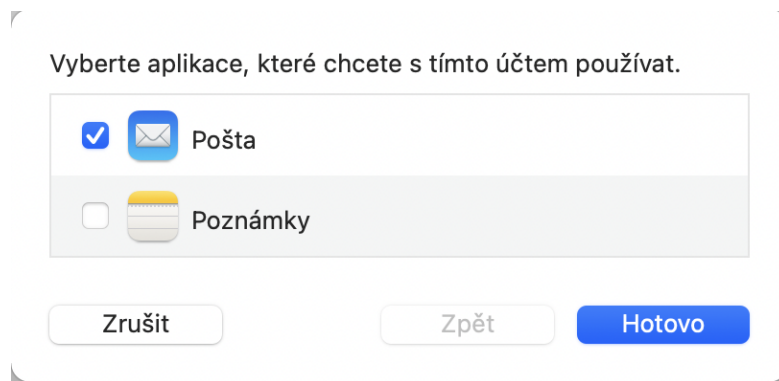 Vyberte aplikace, které chcete s tímto účtem používat.
Pošta
Poznámky
Zrušit Zpět Hotovo